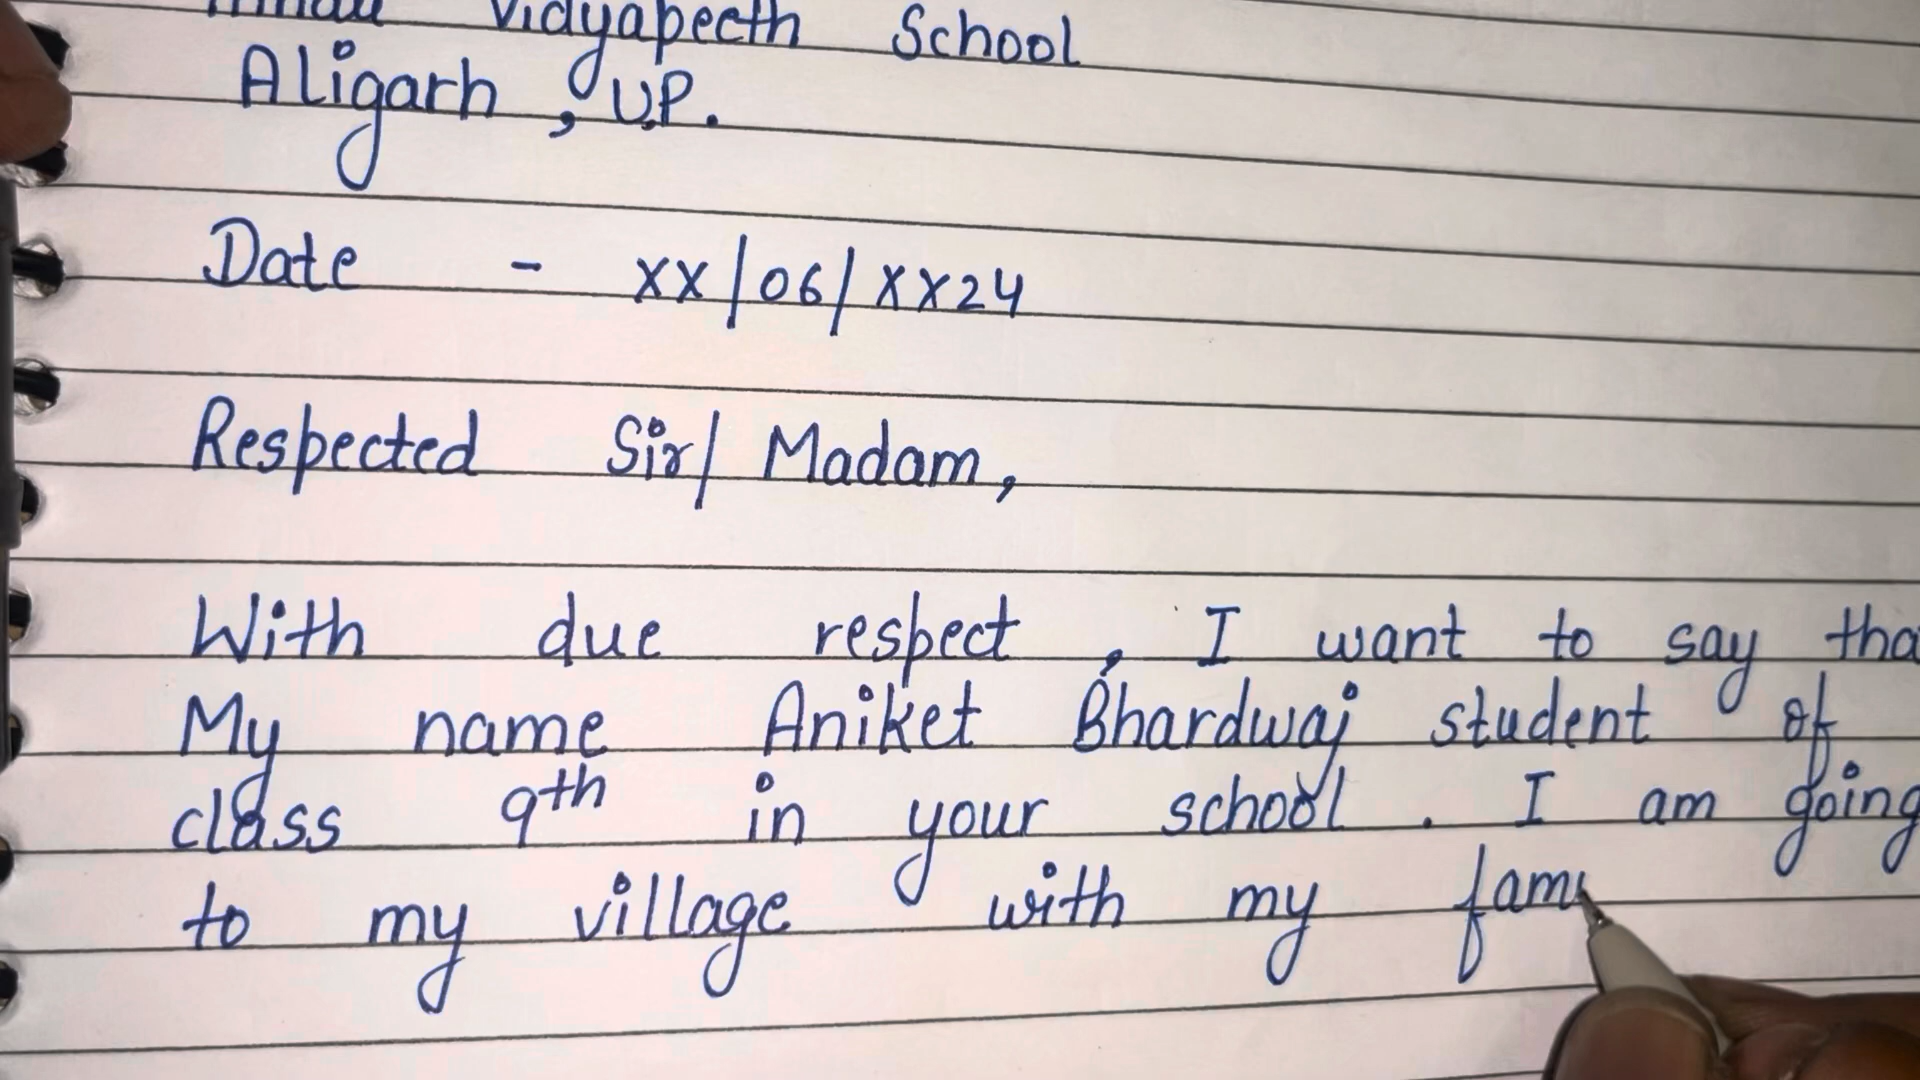 Vidyapeeth School
Aligarh , U.P.
Date - XX/06/XX24
Respected Sir/ Madam,
With due respect , I want to say tha
My name Aniket Bhardwaj student of
class 9th in your school . I am going
to my village with my fam